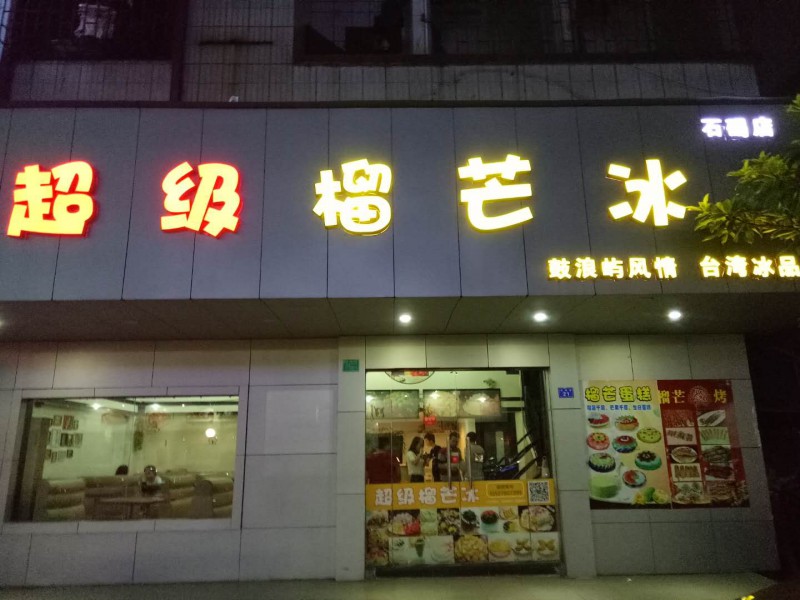 石碣店
超级榴芒冰
鼓浪屿风情 台湾冰品
榴芒蛋糕
榴芒 烤
超级榴芒冰